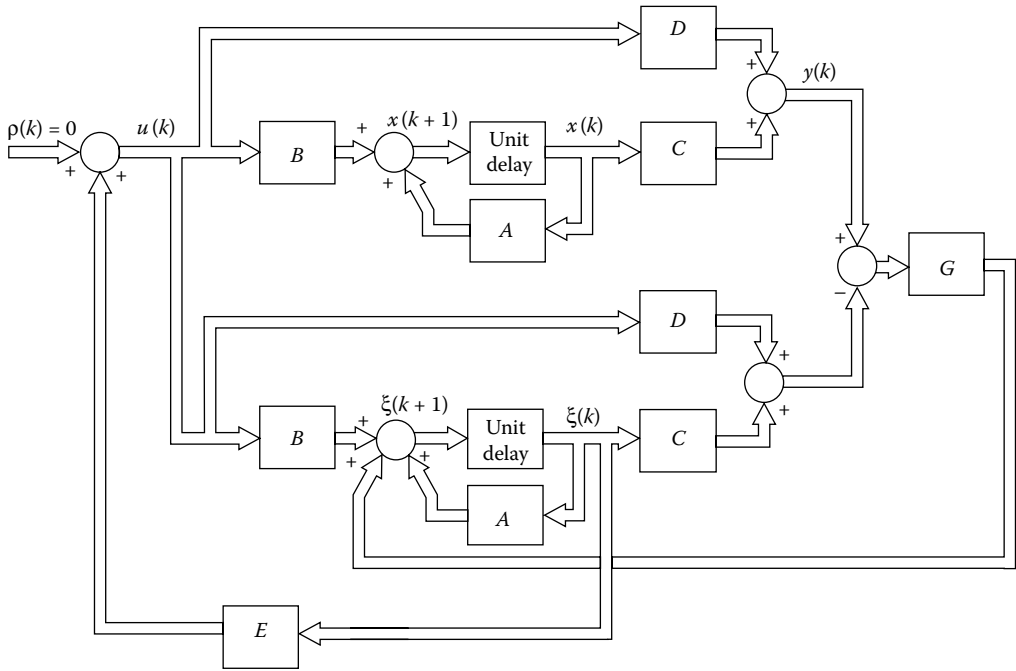 D
+
y(k)
ρ(k) = 0
u(k)
+
+
B
+
x(k + 1)
+
Unit
delay
x(k)
C
+
A
+
G
−
D
+
ξ(k + 1)
+
B
+
+
Unit
delay
ξ(k)
C
+
A
E